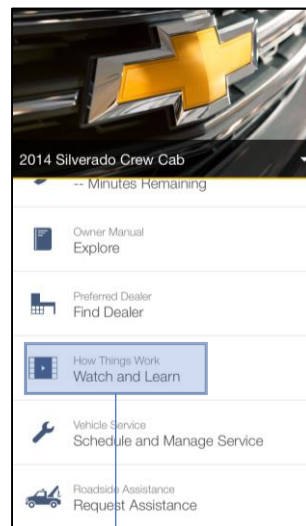 2014 Silverado Crew Cab
-- Minutes Remaining
Owner Manual
Explore
Preferred Dealer
Find Dealer
How Things Work
Watch and Learn
Vehicle Service
Schedule and Manage Service
Roadside Assistance
Request Assistance